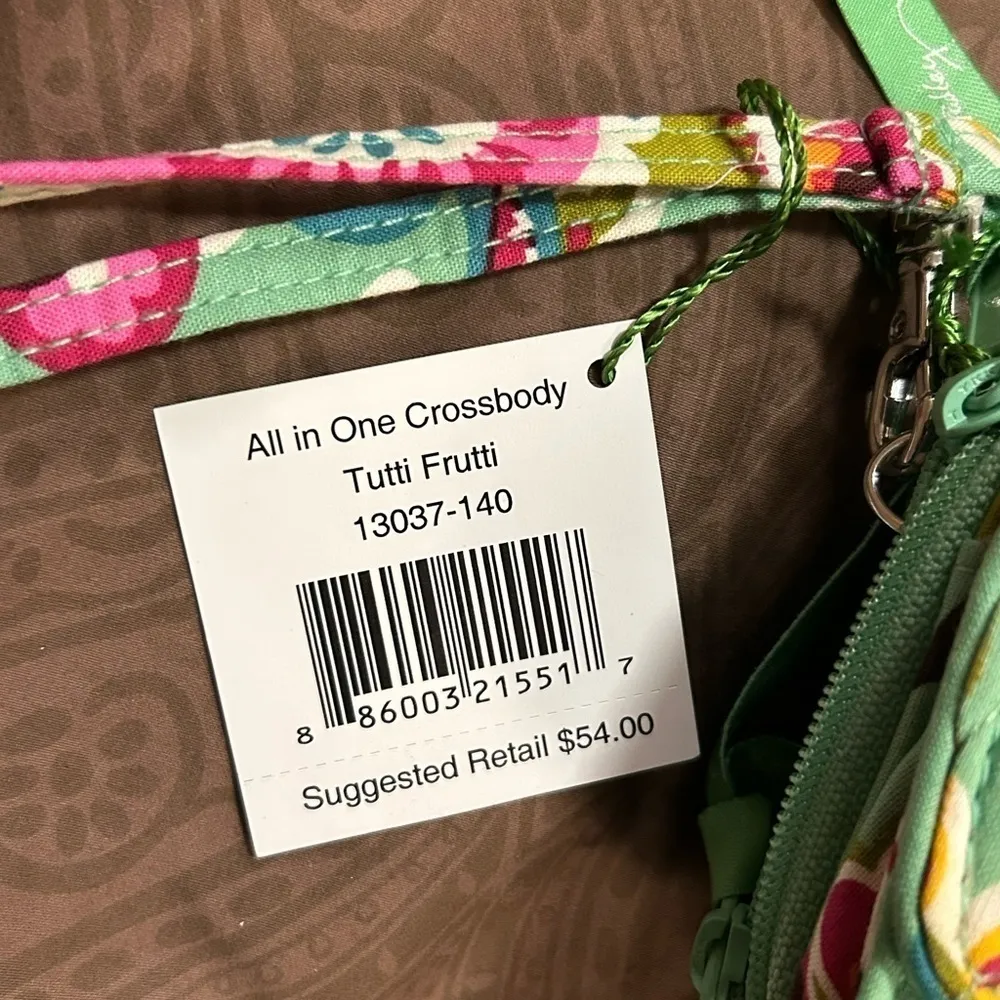 All in One Crossbody
Tutti Frutti
13037-140
8 86003 21551 7
Suggested Retail $54.00